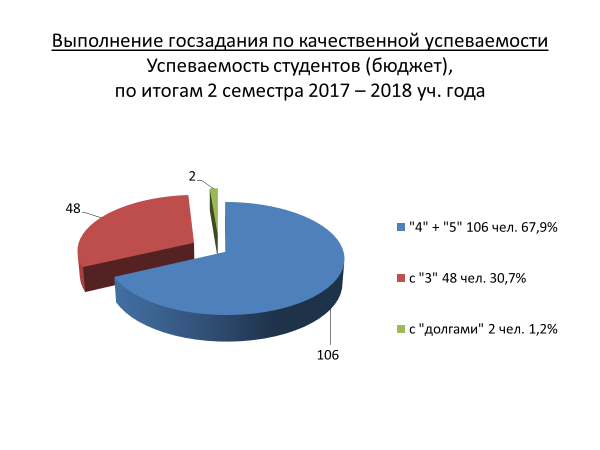 Выполнение госзадания по качественной успеваемости
Успеваемость студентов (бюджет),
по итогам 2 семестра 2017 – 2018 уч. года
2
48
106
"4" + "5" 106 чел. 67,9%
с "3" 48 чел. 30,7%
с "долгами" 2 чел. 1,2%